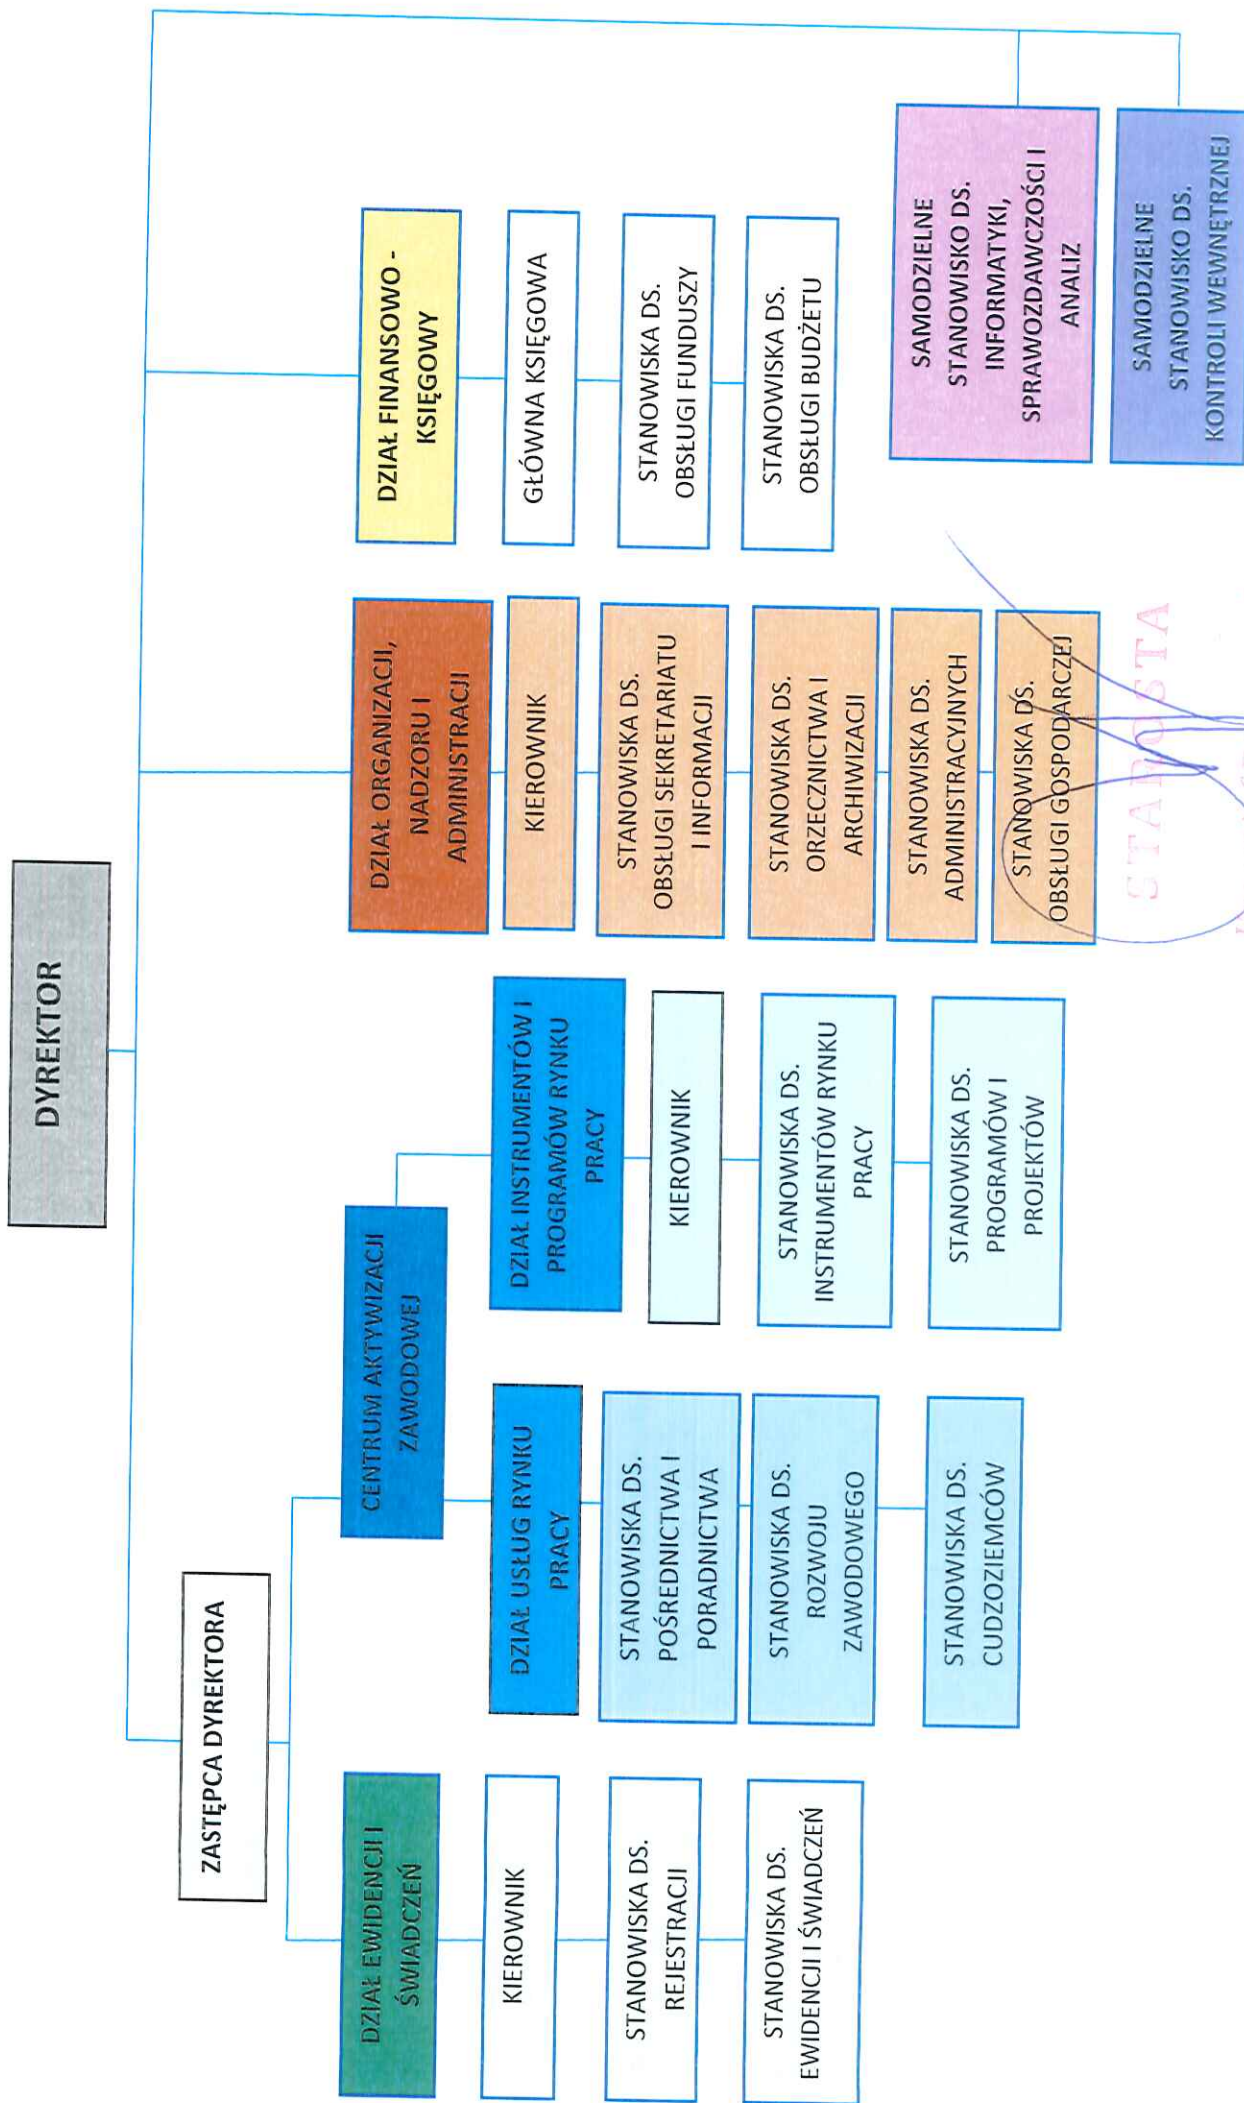 DYREKTOR
ZASTĘPCA DYREKTORA
DZIAŁ EWIDENCJI I
ŚWIADCZEŃ
KIEROWNIK
STANOWISKA DS.
REJESTRACJI
STANOWISKA DS.
EWIDENCJI I ŚWIADCZEŃ
CENTRUM AKTYWIZACJI
ZAWODOWEJ
DZIAŁ USŁUG RYNKU
PRACY
STANOWISKA DS.
POŚREDNICTWA I
PORADNICTWA
STANOWISKA DS.
ROZWOJU
ZAWODOWEGO
STANOWISKA DS.
CUDZOZIEMCÓW
DZIAŁ INSTRUMENTÓW I
PROGRAMÓW RYNKU
PRACY
KIEROWNIK
STANOWISKA DS.
INSTRUMENTÓW RYNKU
PRACY
STANOWISKA DS.
PROGRAMÓW I
PROJEKTÓW
DZIAŁ ORGANIZACJI,
NADZORU I
ADMINISTRACJI
KIEROWNIK
STANOWISKA DS.
OBSŁUGI SEKRETARIATU
I INFORMACJI
STANOWISKA DS.
ORZECZNICTWA I
ARCHIWIZACJI
STANOWISKA DS.
ADMINISTRACYJNYCH
STANOWISKA DS.
OBSŁUGI GOSPODARCZEJ
DZIAŁ FINANSOWO -
KSIĘGOWY
GŁÓWNA KSIĘGOWA
STANOWISKA DS.
OBSŁUGI FUNDUSZY
STANOWISKA DS.
OBSŁUGI BUDŻETU
SAMODZIELNE
STANOWISKO DS.
INFORMATYKI,
SPRAWOZDAWCZOŚCI I
ANALIZ
SAMODZIELNE
STANOWISKO DS.
KONTROLI WEWNĘTRZNEJ
STAROSTA